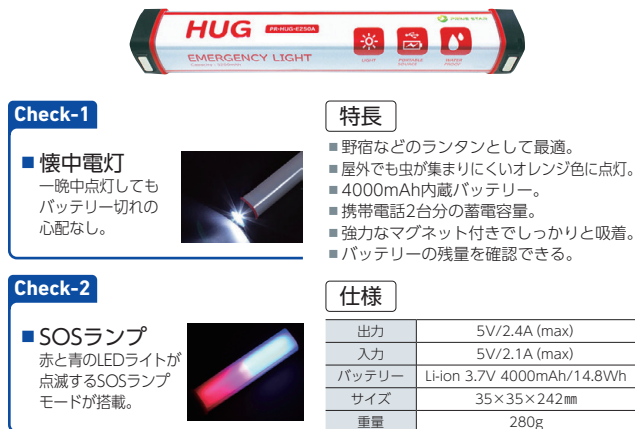 HUG PR-HUG-E250A
EMERGENCY LIGHT
LIGHT
Check-1
■ 懐中電灯
一晩中点灯しても
バッテリー切れの
心配なし。
Check-2
■ SOSランプ
赤と青のLEDライトが
点滅するSOSランプ
モードが搭載。
特長
■ 野宿などのランタンとして最適。
■ 屋外でも虫が集まりにくいオレンジ色に点灯。
■ 4000mAh内蔵バッテリー。
■ 携帯電話2台分の蓄電容量。
■ 強力なマグネット付きでしっかりと吸着。
■ バッテリーの残量を確認できる。
仕様
出力 5V/2.4A (max)
入力 5V/2.1A (max)
バッテリー Li-ion 3.7V 4000mAh/14.8Wh
サイズ 35×35×242㎜
重量 280g